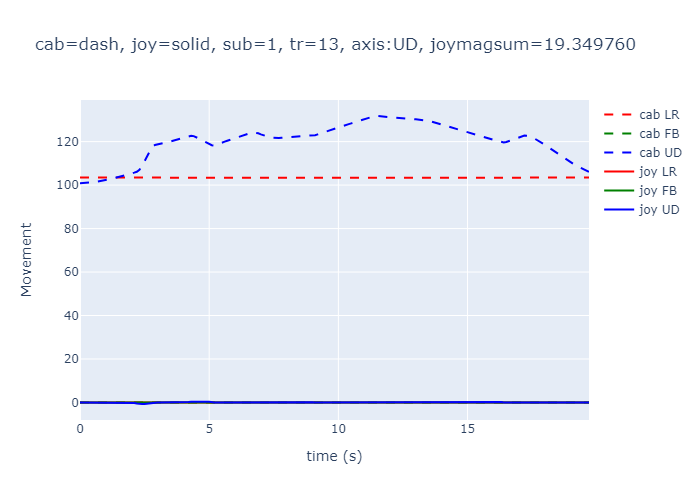 cab=dash, joy=solid, sub=1, tr=13, axis:UD, joymagsum=19.349760
cab LR
cab FB
cab UD
joy LR
joy FB
joy UD
Movement
120
100
80
60
40
20
0
0 5 10 15
time (s)